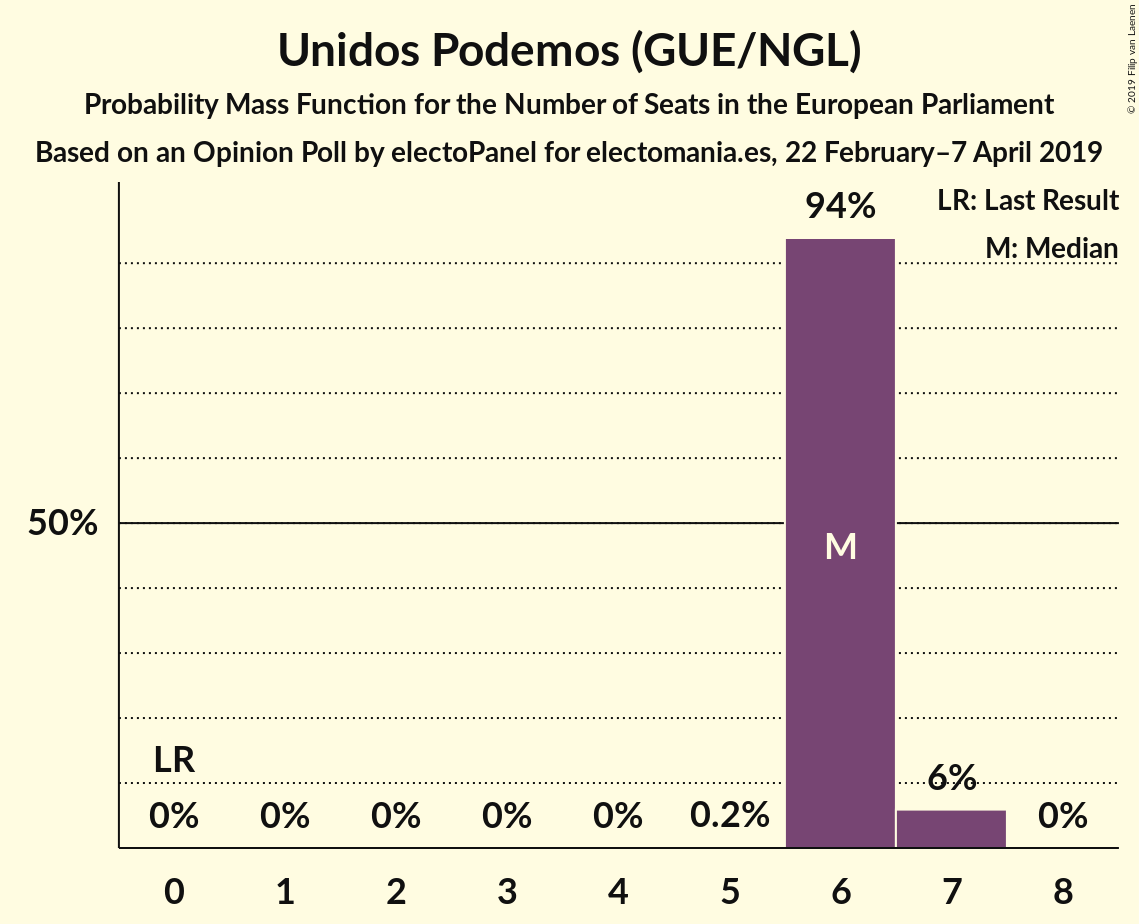 Unidos Podemos (GUE/NGL)
Probability Mass Function for the Number of Seats in the European Parliament
Based on an Opinion Poll by electoPanel for electomania.es, 22 February–7 April 2019
© 2019 Filip van Laenen
LR: Last Result
M: Median
94%
50%
M
LR
6%
0% 0% 0% 0% 0% 0.2% 0%
0 1 2 3 4 5 6 7 8